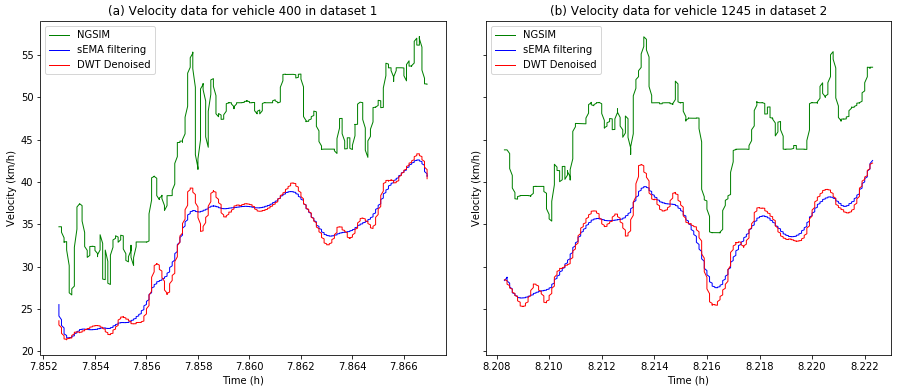 (a) Velocity data for vehicle 400 in dataset 1
NGSIM
sEMA filtering
DWT Denoised
55
50
45
40
35
30
25
20
Velocity (km/h)
7.852 7.854 7.856 7.858 7.860 7.862 7.864 7.866
Time (h)
(b) Velocity data for vehicle 1245 in dataset 2
NGSIM
sEMA filtering
DWT Denoised
Velocity (km/h)
8.208 8.210 8.212 8.214 8.216 8.218 8.220 8.222
Time (h)